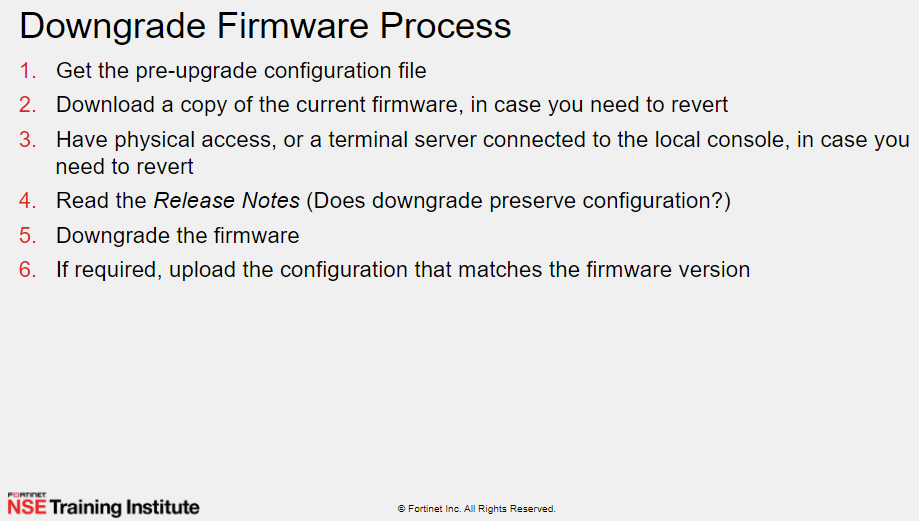 Downgrade Firmware Process
1. Get the pre-upgrade configuration file
2. Download a copy of the current firmware, in case you need to revert
3. Have physical access, or a terminal server connected to the local console, in case you
need to revert
4. Read the Release Notes (Does downgrade preserve configuration?)
5. Downgrade the firmware
6. If required, upload the configuration that matches the firmware version
FORTINET
NSE Training Institute
© Fortinet Inc. All Rights Reserved.